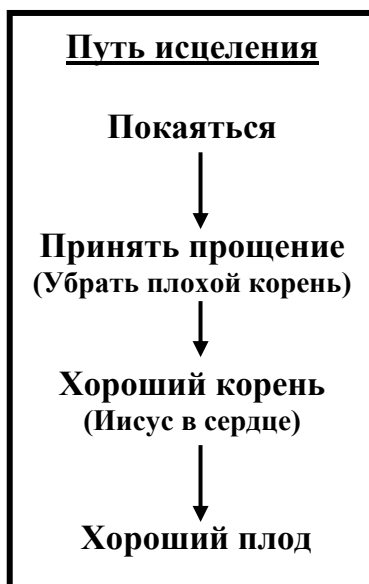 Путь исцеления
Покаяться
Принять прощение
(Убрать плохой корень)
Хороший корень
(Иисус в сердце)
Хороший плод